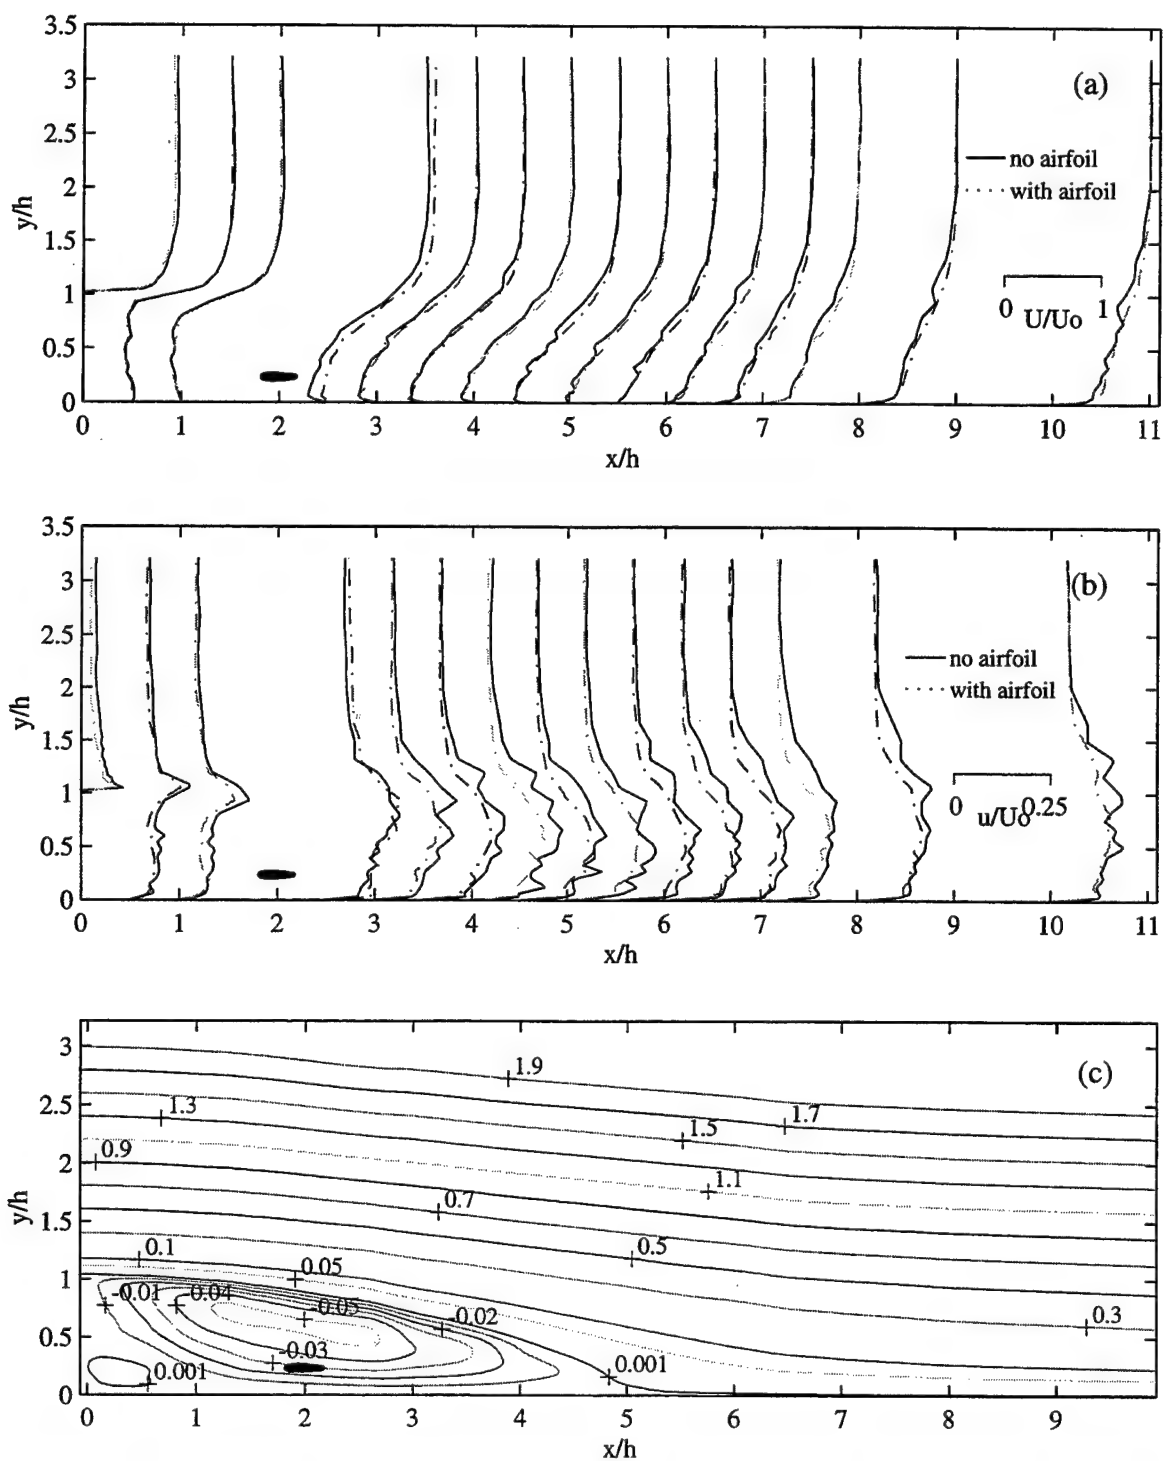 3.5
(a)
3
2.5
no airfoil
2
with airfoil
y/h
1.5
1
0 U/Uo 1
0.5
0
0 1 2 3 4 5 6 7 8 9 10 11
x/h
3.5
(b)
3
2.5
no airfoil
2
with airfoil
y/h
1.5
1
0 u/Uo 0.25
0.5
0
0 1 2 3 4 5 6 7 8 9 10 11
x/h
(c)
3
1.9
2.5
1.3
1.7
1.5
2
0.9
1.1
y/h
0.7
1.5
0.1
0.5
0.05
1
-0.01 -0.04
-0.05
-0.02
0.3
0.5
-0.03
0.001
0.001
0
0 1 2 3 4 5 6 7 8 9
x/h